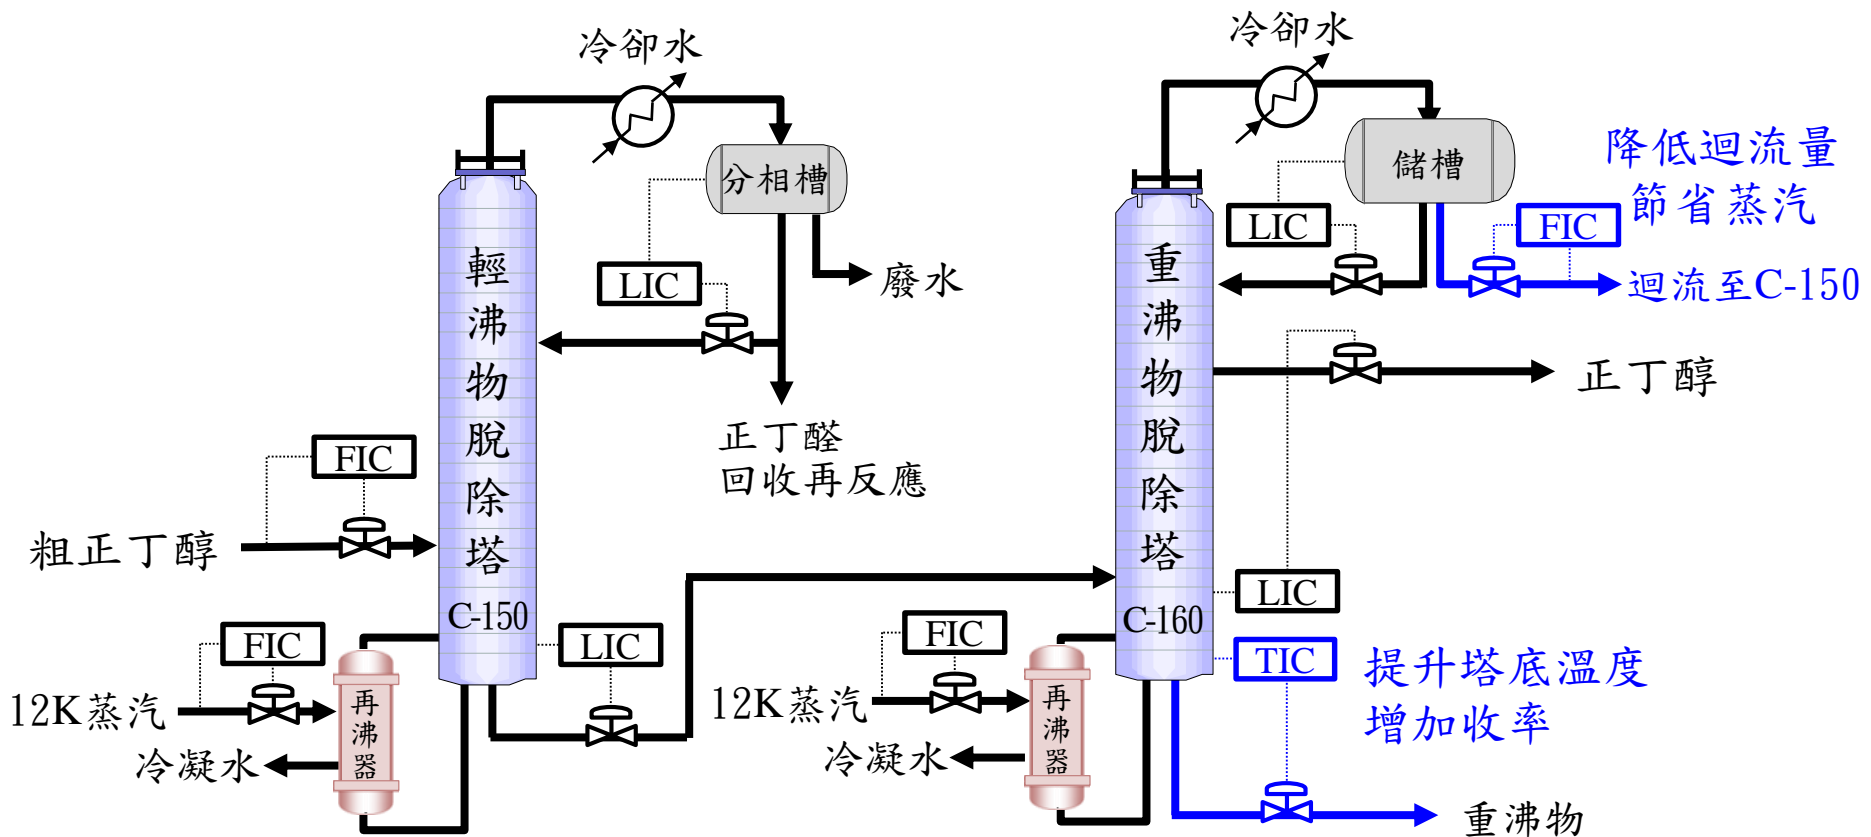 冷卻水
分相槽
LIC
廢水
正丁醛
回收再反應
輕沸物脫除塔
C-150
FIC
粗正丁醇
FIC
12K蒸汽
再沸器
冷凝水
LIC
冷卻水
儲槽
降低迴流量
節省蒸汽
LIC
FIC
迴流至C-150
正丁醇
重沸物脫除塔
C-160
LIC
FIC
12K蒸汽
再沸器
冷凝水
TIC
提升塔底溫度
增加收率
重沸物